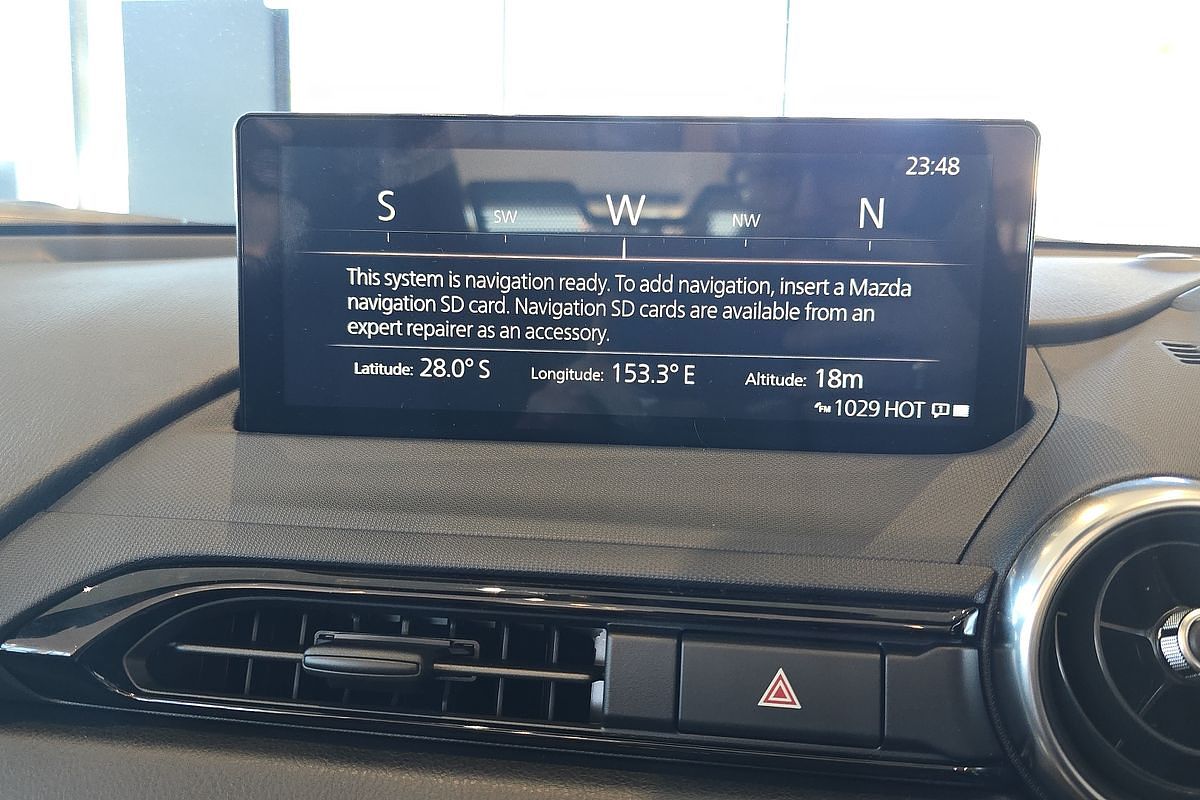 23:48
S SW W NW N
This system is navigation ready. To add navigation, insert a Mazda
navigation SD card. Navigation SD cards are available from an
expert repairer as an accessory.
Latitude: 28.0° S Longitude: 153.3° E Altitude: 18m
FM 1029 HOT